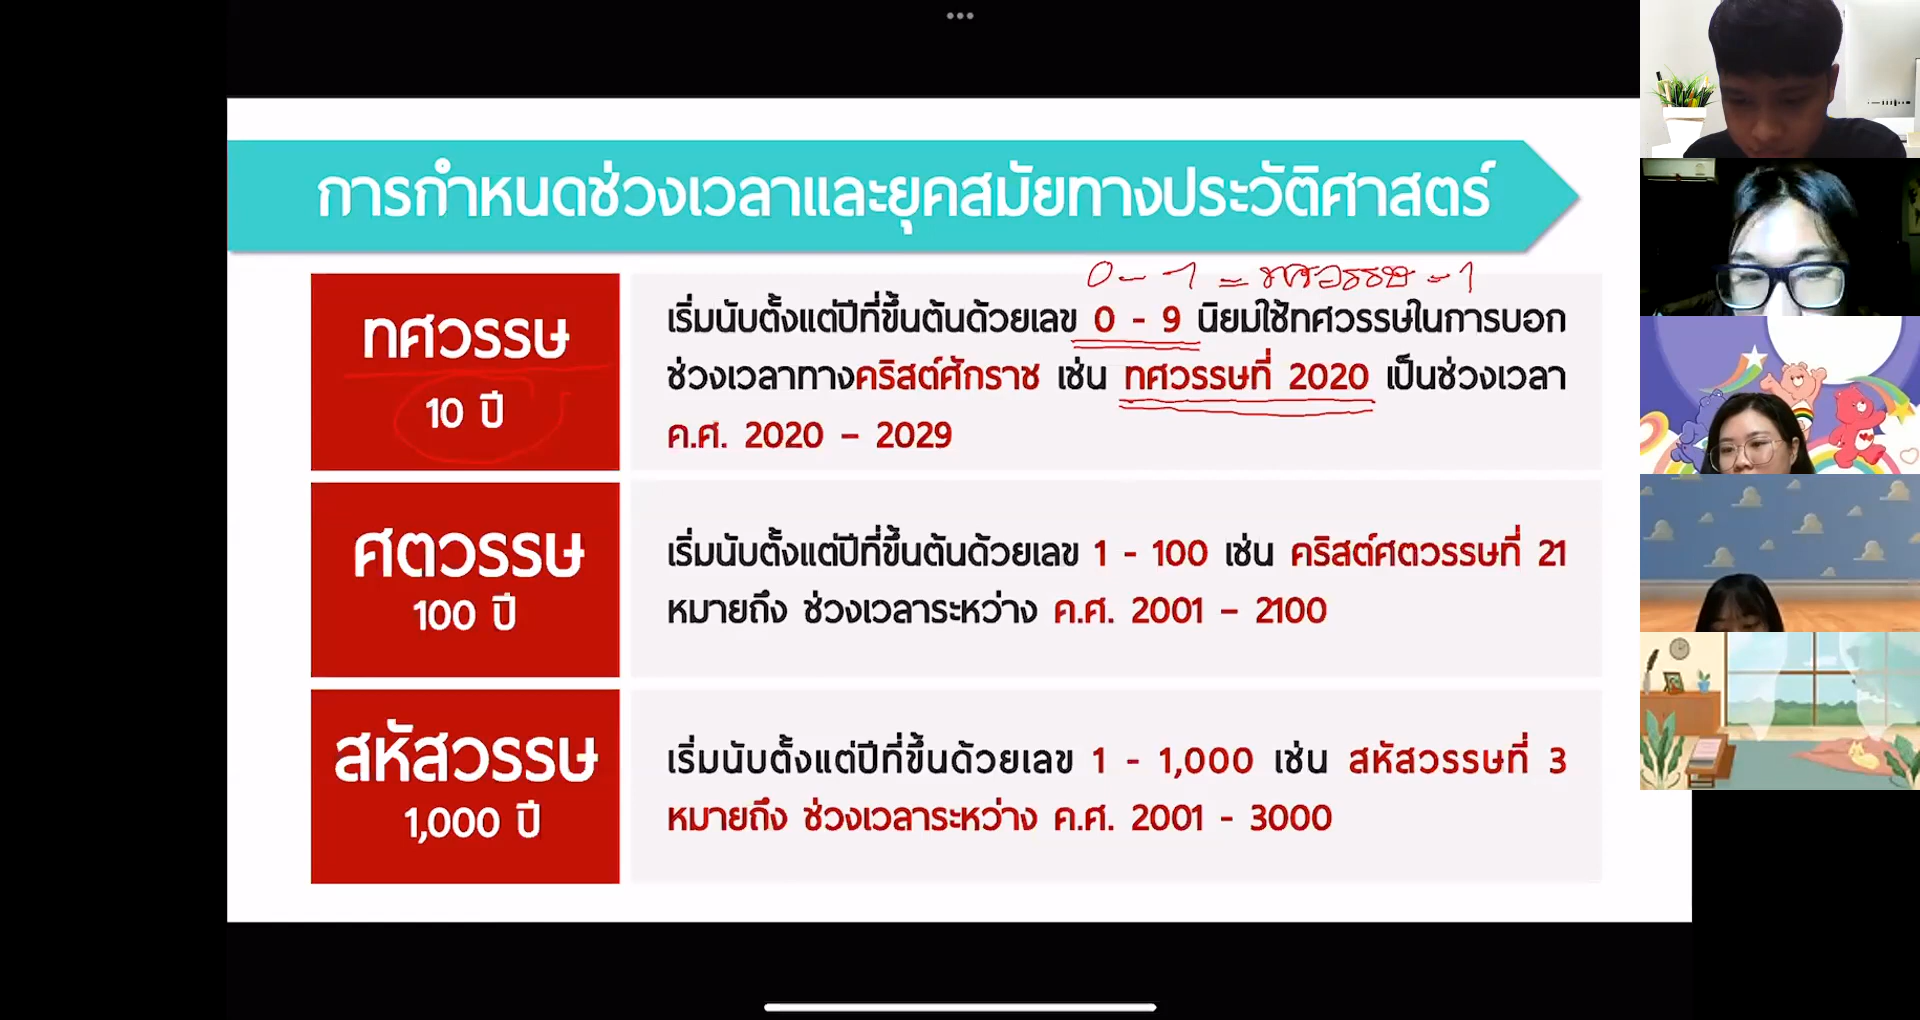 การกำหนดช่วงเวลาและยุคสมัยทางประวัติศาสตร์
ทศวรรษ
10 ปี
0 - 9 = ทศวรรษ - 1
เริ่มนับตั้งแต่ปีที่ขึ้นต้นด้วยเลข 0 - 9 นิยมใช้ทศวรรษในการบอก
ช่วงเวลาทางคริสต์ศักราช เช่น ทศวรรษที่ 2020 เป็นช่วงเวลา
ค.ศ. 2020 – 2029
ศตวรรษ
100 ปี
เริ่มนับตั้งแต่ปีที่ขึ้นต้นด้วยเลข 1 - 100 เช่น คริสต์ศตวรรษที่ 21
หมายถึง ช่วงเวลาระหว่าง ค.ศ. 2001 – 2100
สหัสวรรษ
1,000 ปี
เริ่มนับตั้งแต่ปีที่ขึ้นด้วยเลข 1 - 1,000 เช่น สหัสวรรษที่ 3
หมายถึง ช่วงเวลาระหว่าง ค.ศ. 2001 - 3000